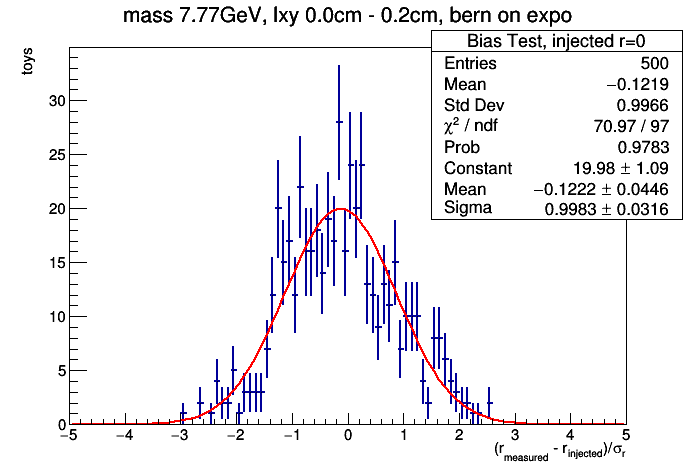 mass 7.77GeV, lxy 0.0cm - 0.2cm, bern on expo
toys
Bias Test, injected r=0
Entries 500
Mean −0.1219
Std Dev 0.9966
χ² / ndf 70.97 / 97
Prob 0.9783
Constant 19.98 ± 1.09
Mean −0.1222 ± 0.0446
Sigma 0.9983 ± 0.0316
30
25
20
15
10
5
0
−5 −4 −3 −2 −1 0 1 2 3 4 5
(r_measured - r_injected)/σ_r